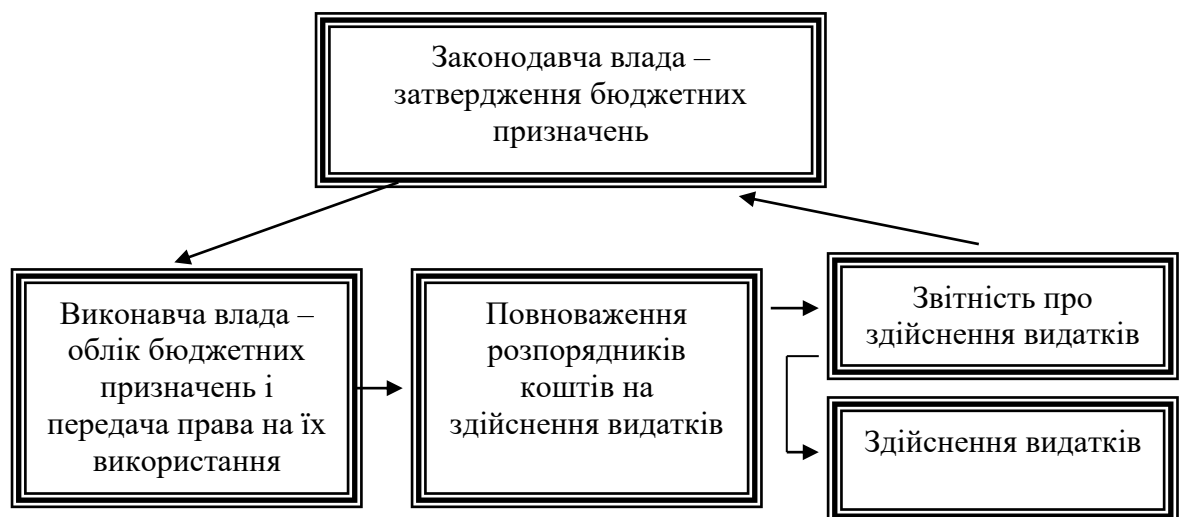 Законодавча влада –
затвердження бюджетних
призначень
Виконавча влада –
облік бюджетних
призначень і
передача права на їх
використання
Повноваження
розпорядників
коштів на
здійснення видатків
Звітність про
здійснення видатків
Здійснення видатків